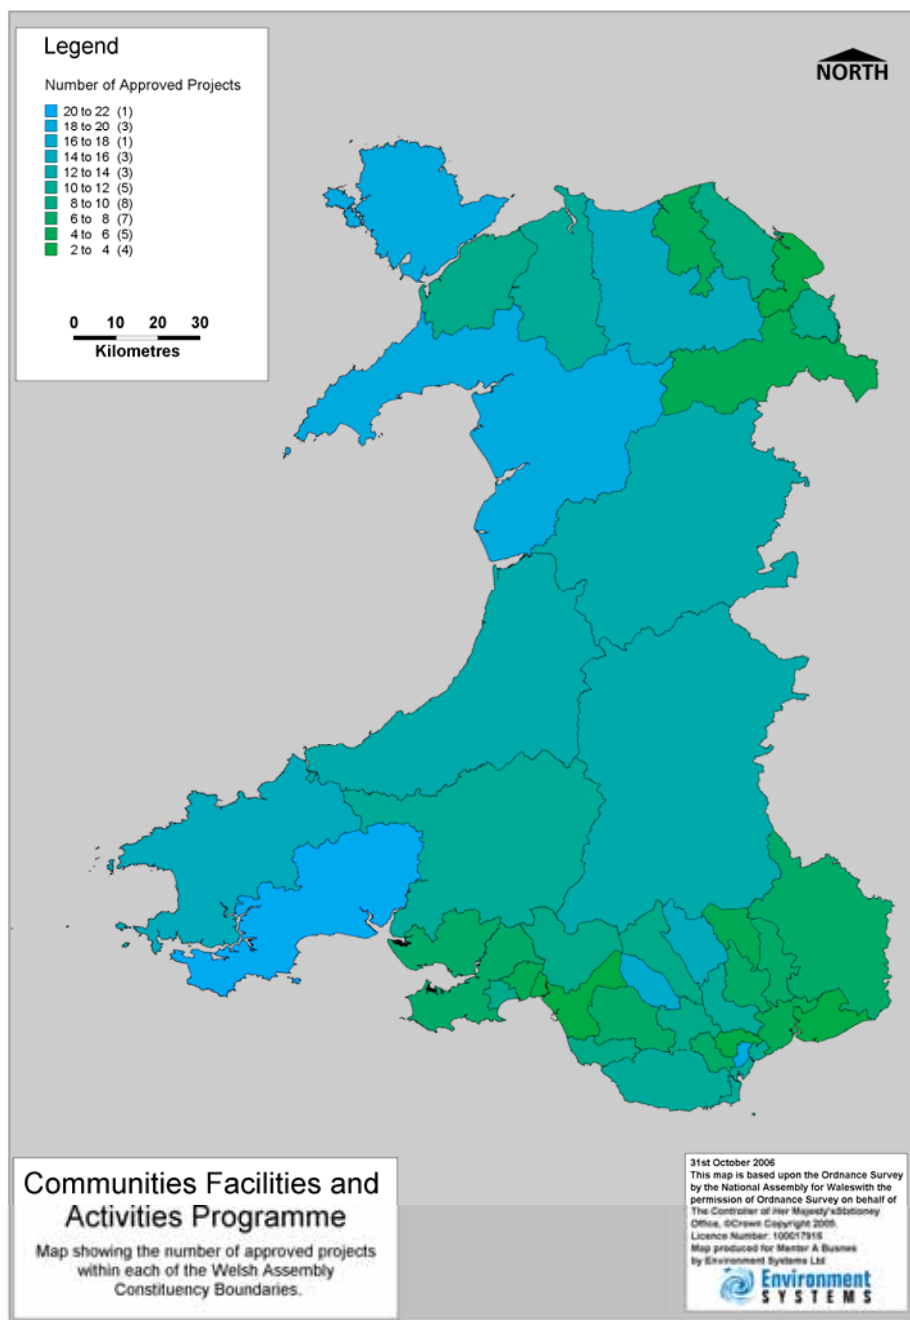 Legend
Number of Approved Projects
20 to 22 (1)
18 to 20 (3)
16 to 18 (1)
14 to 16 (3)
12 to 14 (3)
10 to 12 (5)
8 to 10 (8)
6 to 8 (7)
4 to 6 (5)
2 to 4 (4)
0 10 20 30
Kilometres
NORTH
Communities Facilities and
Activities Programme
Map showing the number of approved projects
within each of the Welsh Assembly
Constituency Boundaries.
31st October 2006
This map is based upon the Ordnance Survey
by the National Assembly for Waleswith the
permission of Ordnance Survey on behalf of
The Controller of Her Majesty'sStationey
Office, ©Crown Copyright 2005.
Licence Number: 100017916
Map produced for Menter A Busnes
by Environment Systems Ltd
Environment
SYSTEMS